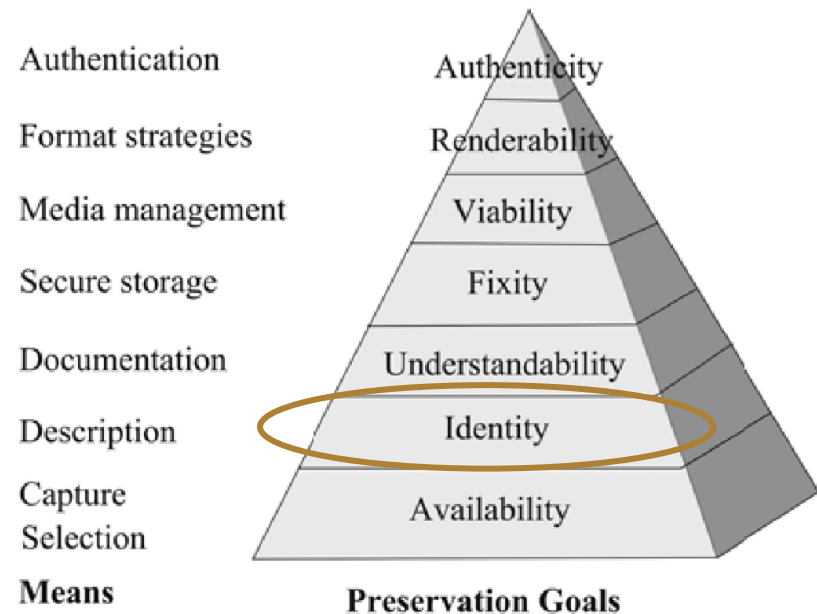 Authentication Authenticity
Format strategies Renderability
Media management Viability
Secure storage Fixity
Documentation Understandability
Description Identity
Capture
Selection Availability
Means Preservation Goals